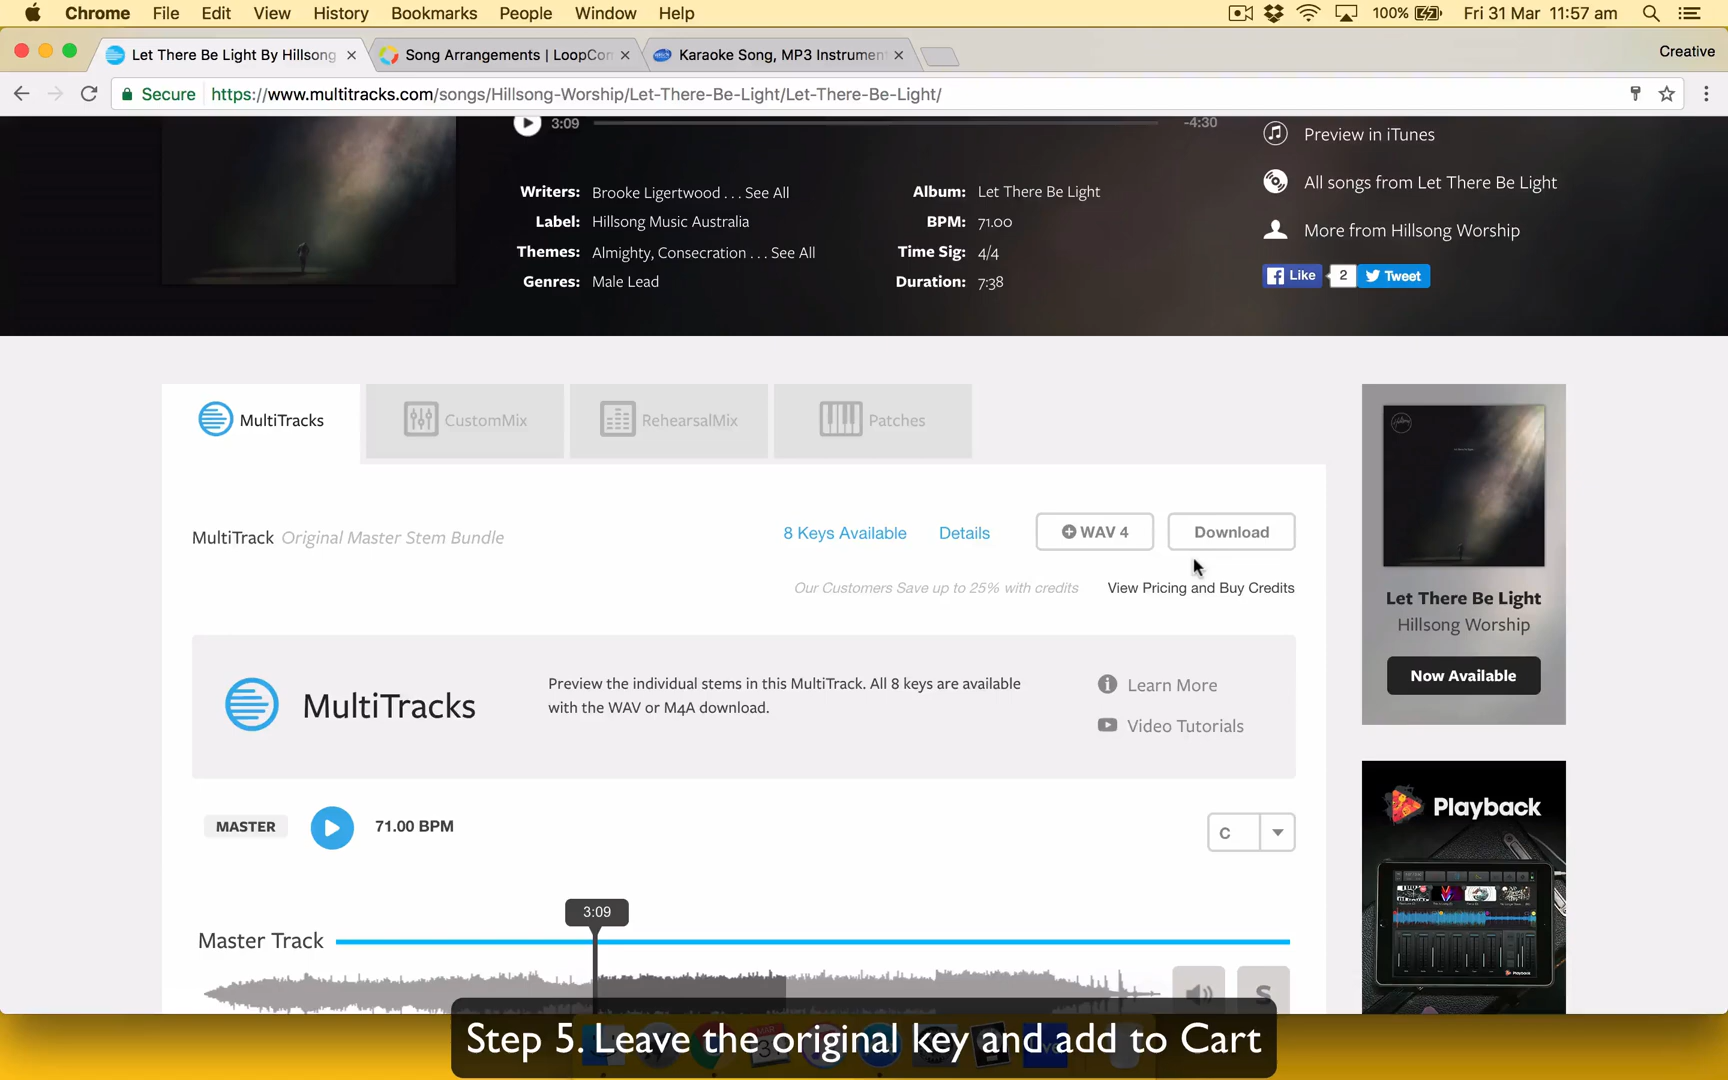 Chrome File Edit View History Bookmarks People Window Help 100% Fri 31 Mar 11:57 am
Let There Be Light By Hillsong Song Arrangements | LoopCom Karaoke Song, MP3 Instrument Creative
Secure https://www.multitracks.com/songs/Hillsong-Worship/Let-There-Be-Light/Let-There-Be-Light/
3:09 -4:30
Preview in iTunes
All songs from Let There Be Light
More from Hillsong Worship
Like 2 Tweet
Writers: Brooke Ligertwood . . . See All
Label: Hillsong Music Australia
Themes: Almighty, Consecration . . . See All
Genres: Male Lead
Album: Let There Be Light
BPM: 71.00
Time Sig: 4/4
Duration: 7:38
MultiTracks CustomMix RehearsalMix Patches
MultiTrack Original Master Stem Bundle 8 Keys Available Details WAV 4 Download
Our Customers Save up to 25% with credits View Pricing and Buy Credits
MultiTracks
Preview the individual stems in this MultiTrack. All 8 keys are available
with the WAV or M4A download.
Learn More
Video Tutorials
MASTER 71.00 BPM C
3:09
Master Track
S
Let There Be Light
Hillsong Worship
Now Available
Playback
Step 5. Leave the original key and add to Cart